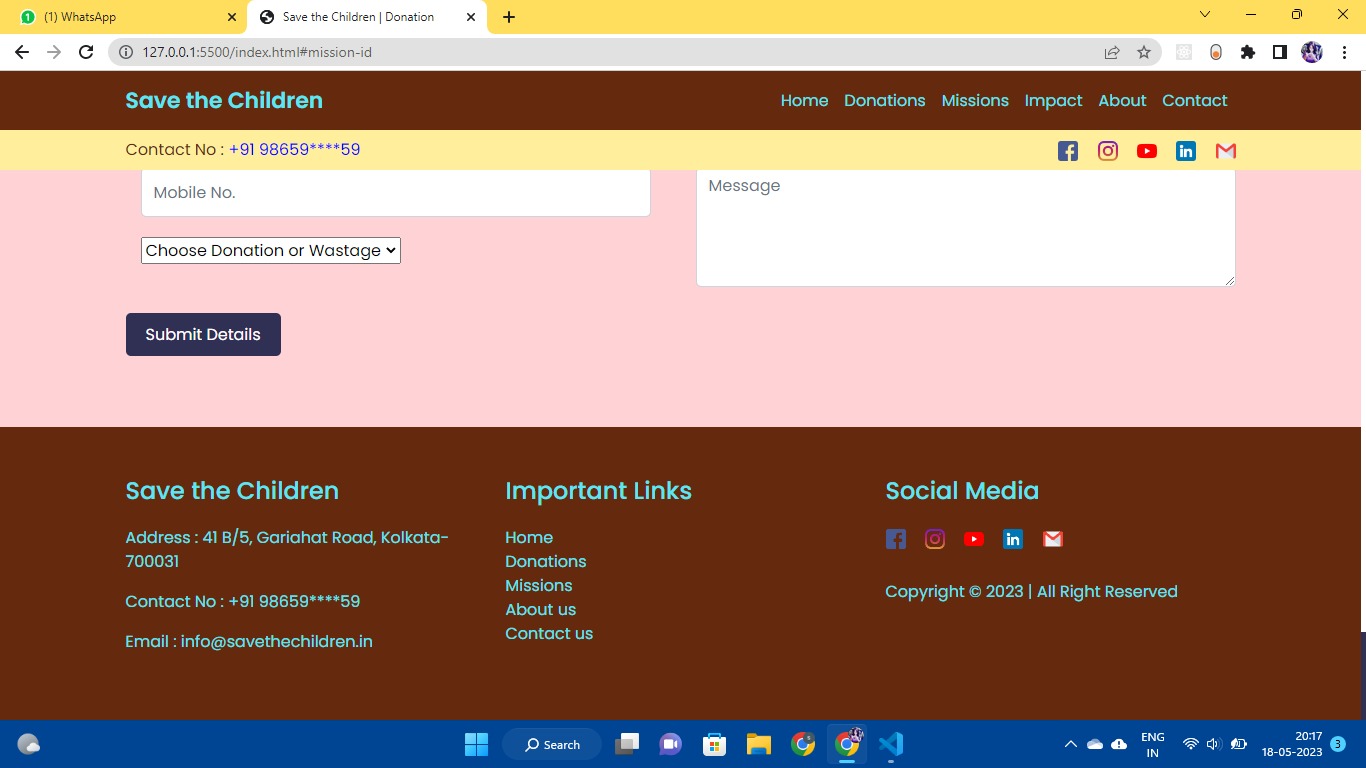 (1) WhatsApp
Save the Children | Donation
127.0.0.1:5500/index.html#mission-id
Save the Children
Home Donations Missions Impact About Contact
Contact No : +91 98659****59
Mobile No.
Message
Choose Donation or Wastage
Submit Details
Save the Children
Address : 41 B/5, Gariahat Road, Kolkata-
700031
Contact No : +91 98659****59
Email : info@savethechildren.in
Important Links
Home
Donations
Missions
About us
Contact us
Social Media
Copyright © 2023 | All Right Reserved
Search
ENG
IN
20:17
18-05-2023
3